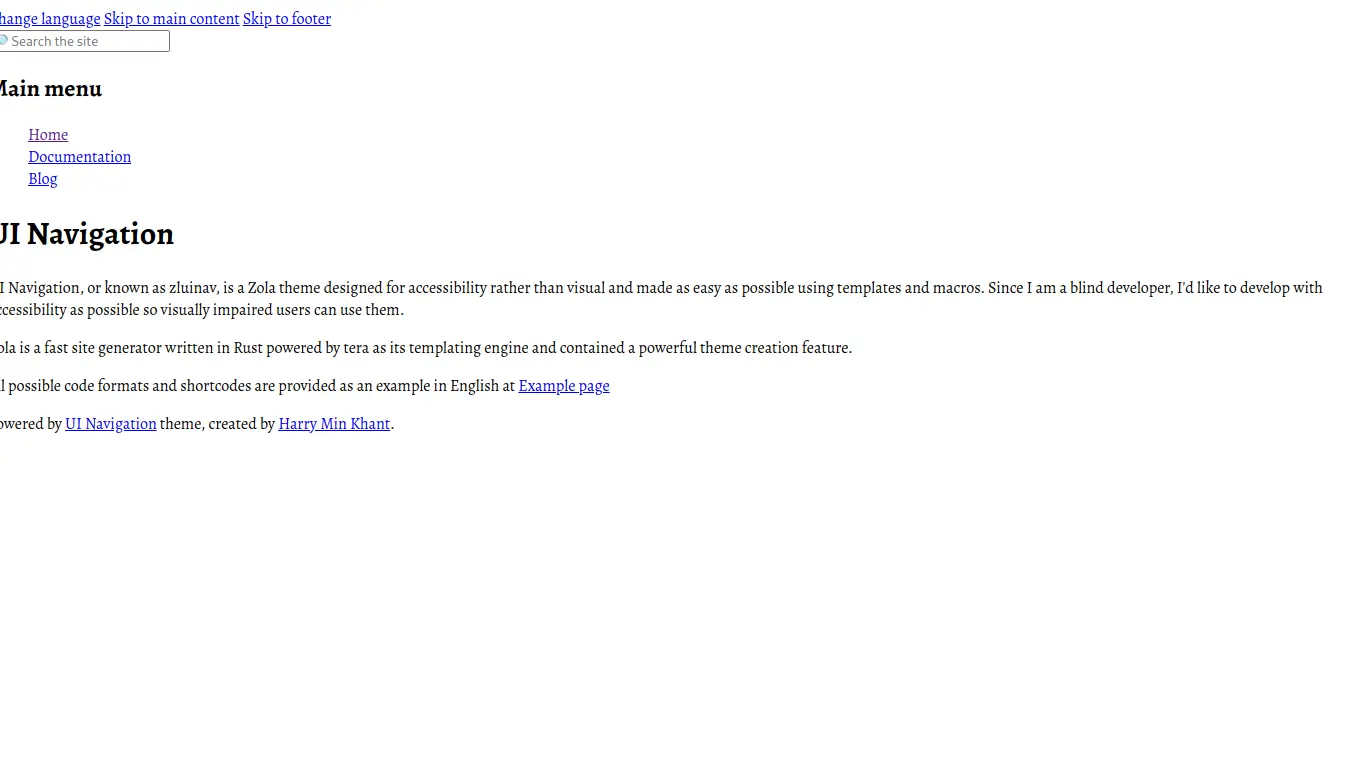 hange language Skip to main content Skip to footer
🔎 Search the site
Main menu
Home
Documentation
Blog
UI Navigation
I Navigation, or known as zluinav, is a Zola theme designed for accessibility rather than visual and made as easy as possible using templates and macros. Since I am a blind developer, I'd like to develop with
ccessibility as possible so visually impaired users can use them.
ola is a fast site generator written in Rust powered by tera as its templating engine and contained a powerful theme creation feature.
l possible code formats and shortcodes are provided as an example in English at Example page
owered by UI Navigation theme, created by Harry Min Khant.